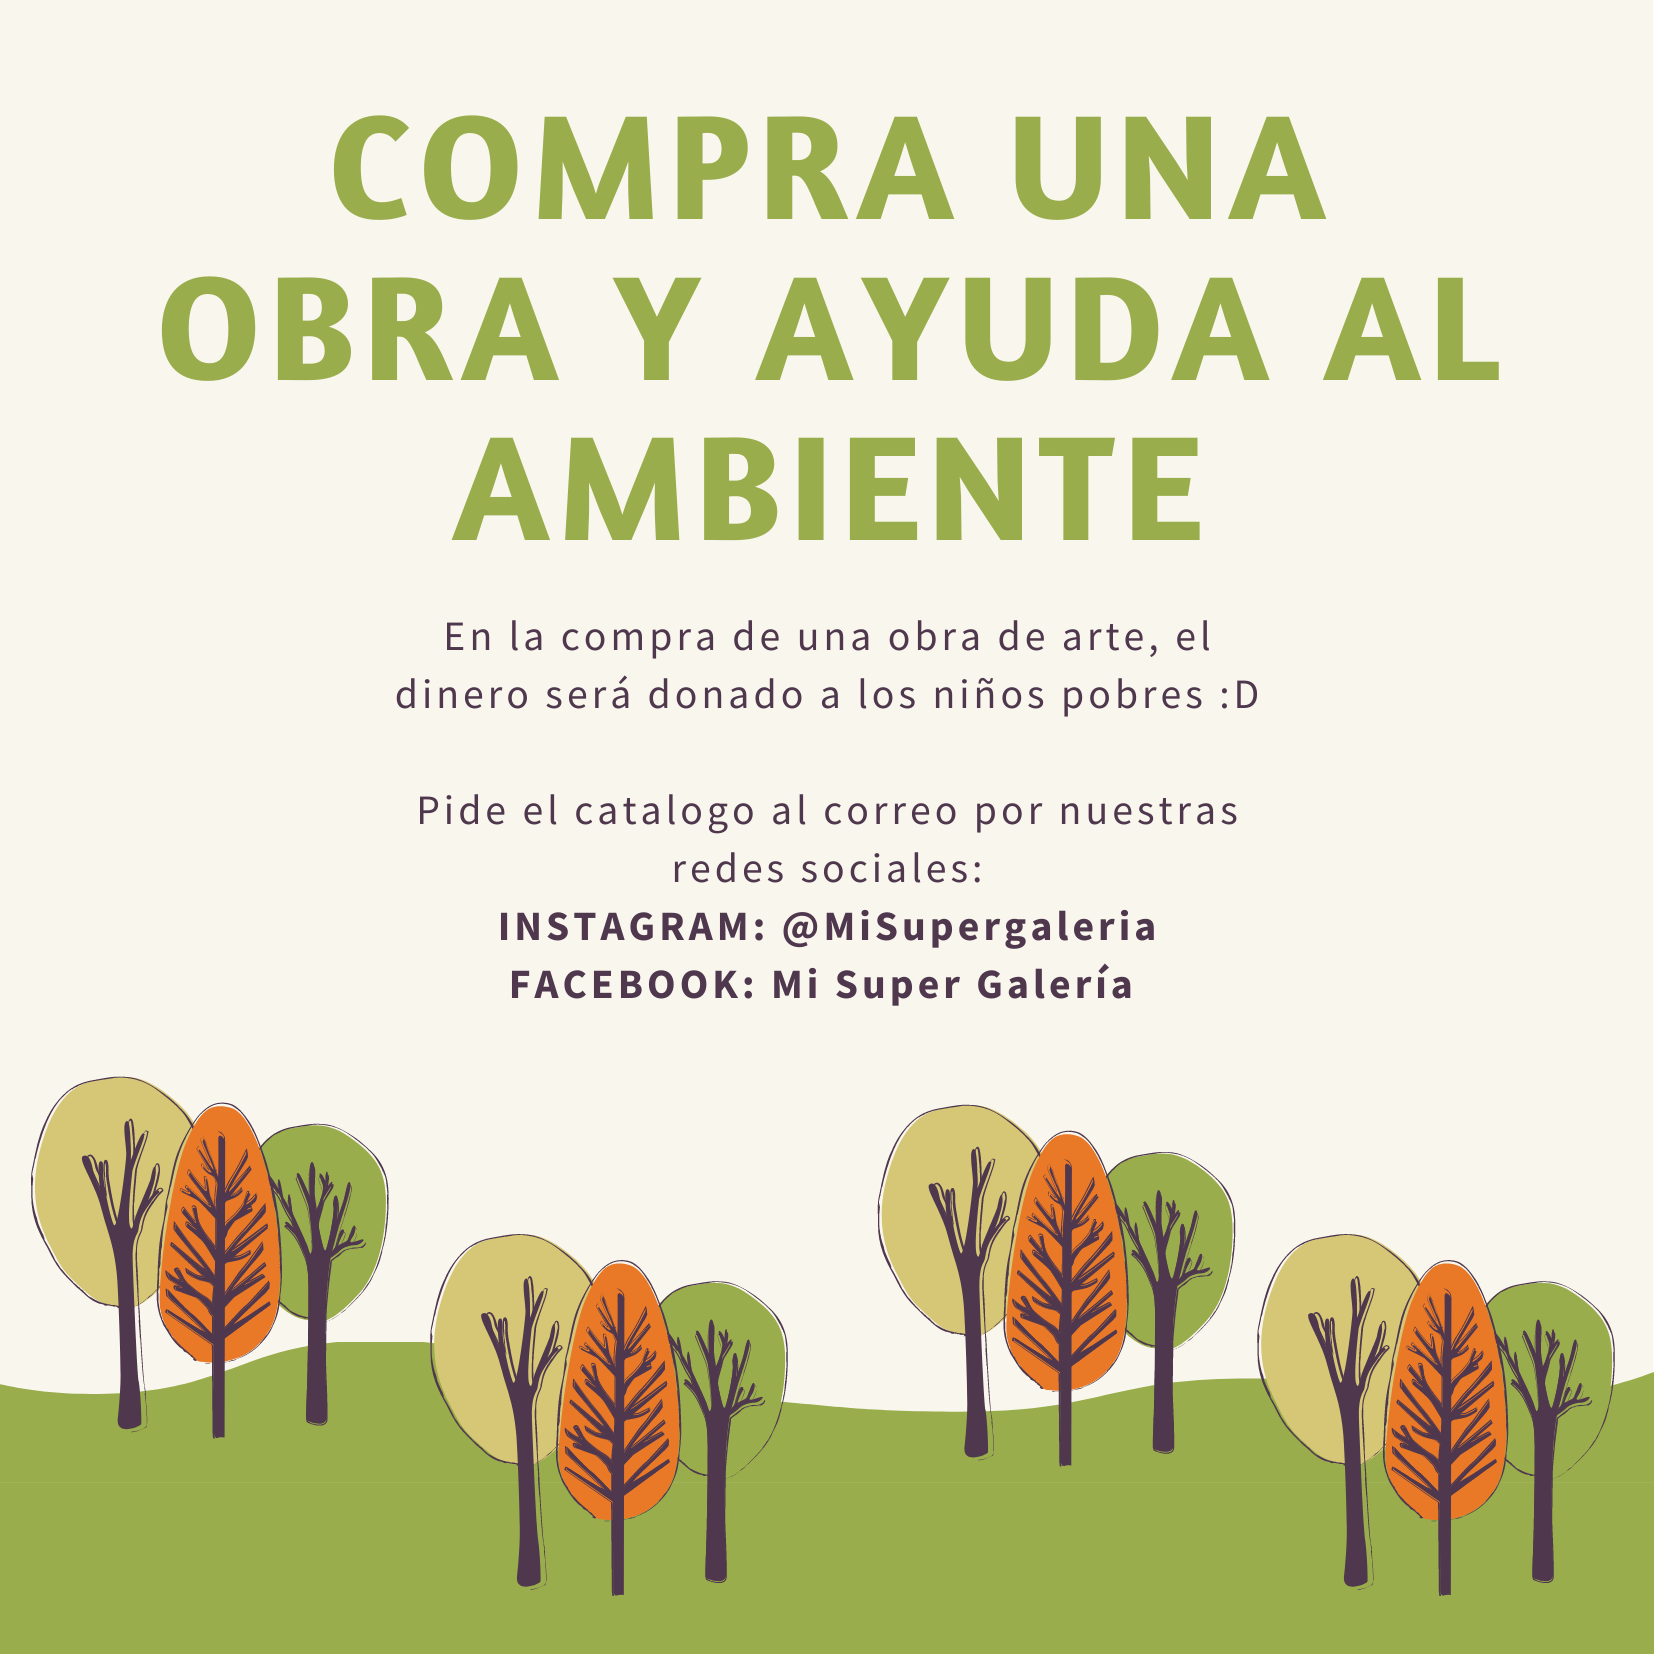 COMPRA UNA
OBRA Y AYUDA AL
AMBIENTE
En la compra de una obra de arte, el
dinero será donado a los niños pobres :D
Pide el catalogo al correo por nuestras
redes sociales:
INSTAGRAM: @MiSupergaleria
FACEBOOK: Mi Super Galería